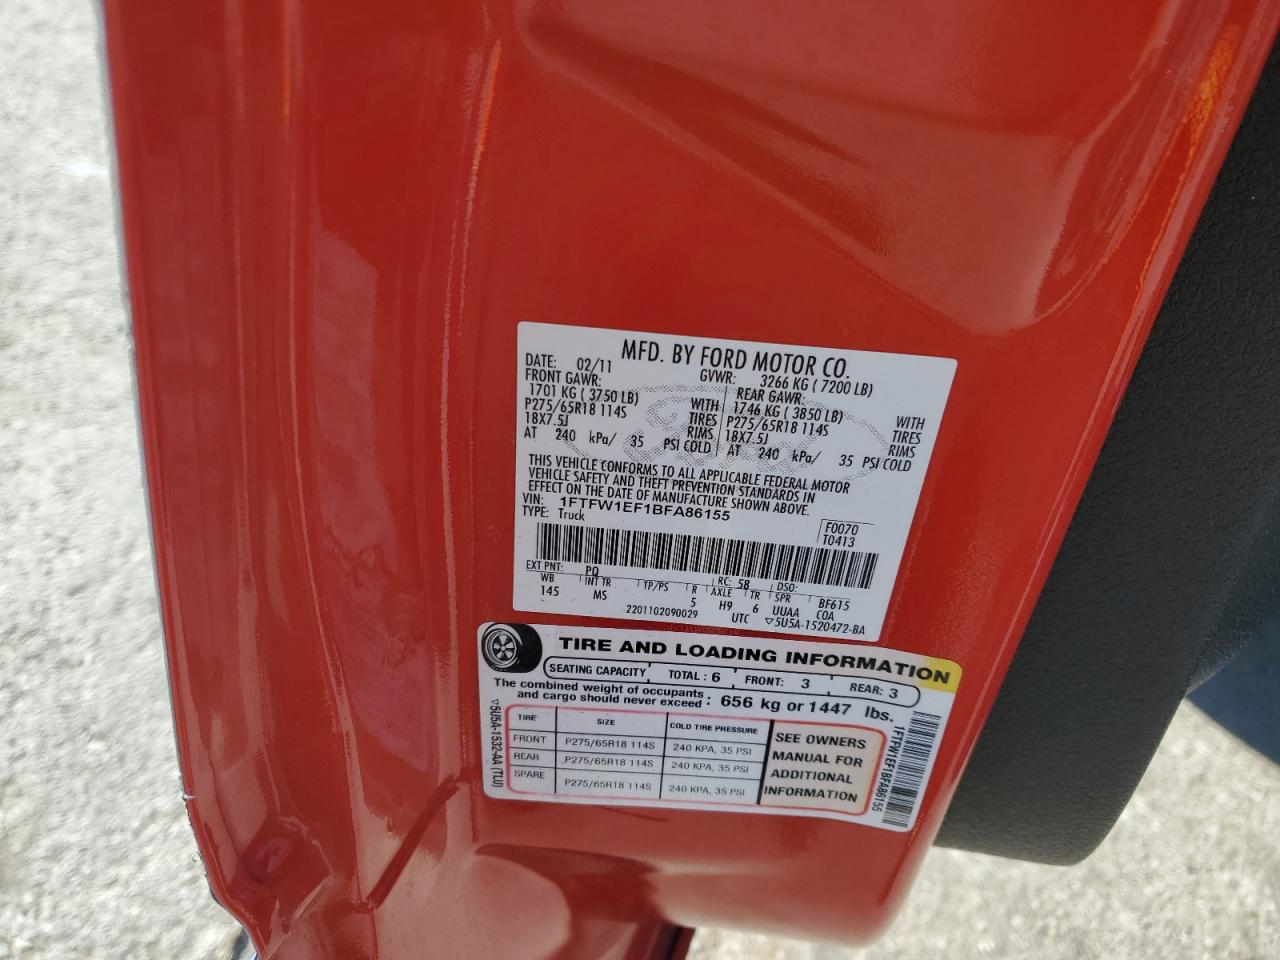 MFD. BY FORD MOTOR CO.
DATE: 02/11 GVWR: 3266 KG ( 7200 LB)
FRONT GAWR: REAR GAWR:
1701 KG ( 3750 LB) WITH 1746 KG ( 3850 LB) WITH
P275/65R18 114S TIRES P275/65R18 114S TIRES
18X7.5J RIMS 18X7.5J RIMS
AT 240 kPa/ 35 PSI COLD AT 240 kPa/ 35 PSI COLD
THIS VEHICLE CONFORMS TO ALL APPLICABLE FEDERAL MOTOR
VEHICLE SAFETY AND THEFT PREVENTION STANDARDS IN
EFFECT ON THE DATE OF MANUFACTURE SHOWN ABOVE.
VIN: 1FTFW1EF1BFA86155
TYPE: Truck
F0070
T0413
EXT PNT: PQ RC: 58 DSO:
WB INT TR TP/PS R AXLE TR SPR BF615
145 MS 5 H9 6 UUAA COA
2201102090029 UTC ▽5U5A-1520472-BA
TIRE AND LOADING INFORMATION
SEATING CAPACITY TOTAL : 6 FRONT: 3 REAR: 3
The combined weight of occupants
and cargo should never exceed : 656 kg or 1447 lbs.
TIRE SIZE COLD TIRE PRESSURE
FRONT P275/65R18 114S 240 KPA, 35 PSI
REAR P275/65R18 114S 240 KPA, 35 PSI
SPARE P275/65R18 114S 240 KPA, 35 PSI
SEE OWNERS
MANUAL FOR
ADDITIONAL
INFORMATION
▽5U5A-1532-AA (TLU)
1FTFW1EF1BFA86155